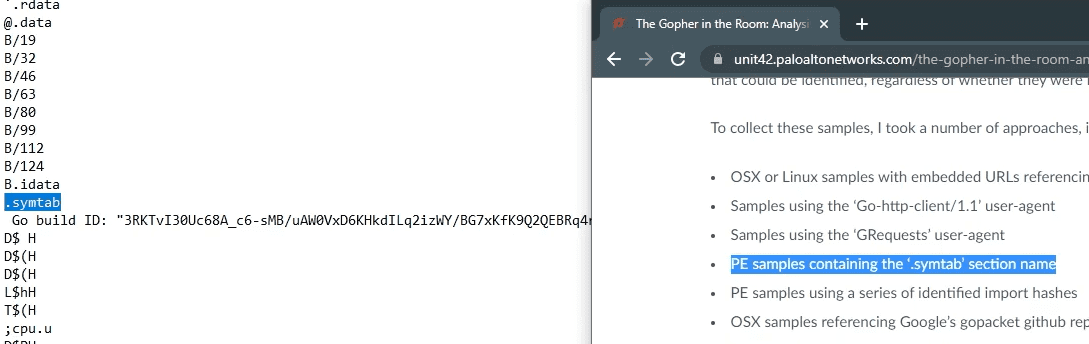 `.rdata
@.data
B/19
B/32
B/46
B/63
B/80
B/99
B/112
B/124
B.idata
.symtab
Go build ID: "3RKTvI30Uc68A_c6-sMB/uAW0VxD6KHkdILq2izWY/BG7xKfK9Q2QEBRq4
D$ H
D$(H
D$(H
L$hH
T$(H
;cpu.u
The Gopher in the Room: Analys
unit42.paloaltonetworks.com/the-gopher-in-the-room-an
that could be identified, regardless of whether they were
To collect these samples, I took a number of approaches, i
• OSX or Linux samples with embedded URLs referencin
• Samples using the ‘Go-http-client/1.1’ user-agent
• Samples using the ‘GRequests’ user-agent
• PE samples containing the ‘.symtab’ section name
• PE samples using a series of identified import hashes
• OSX samples referencing Google’s gopacket github rep